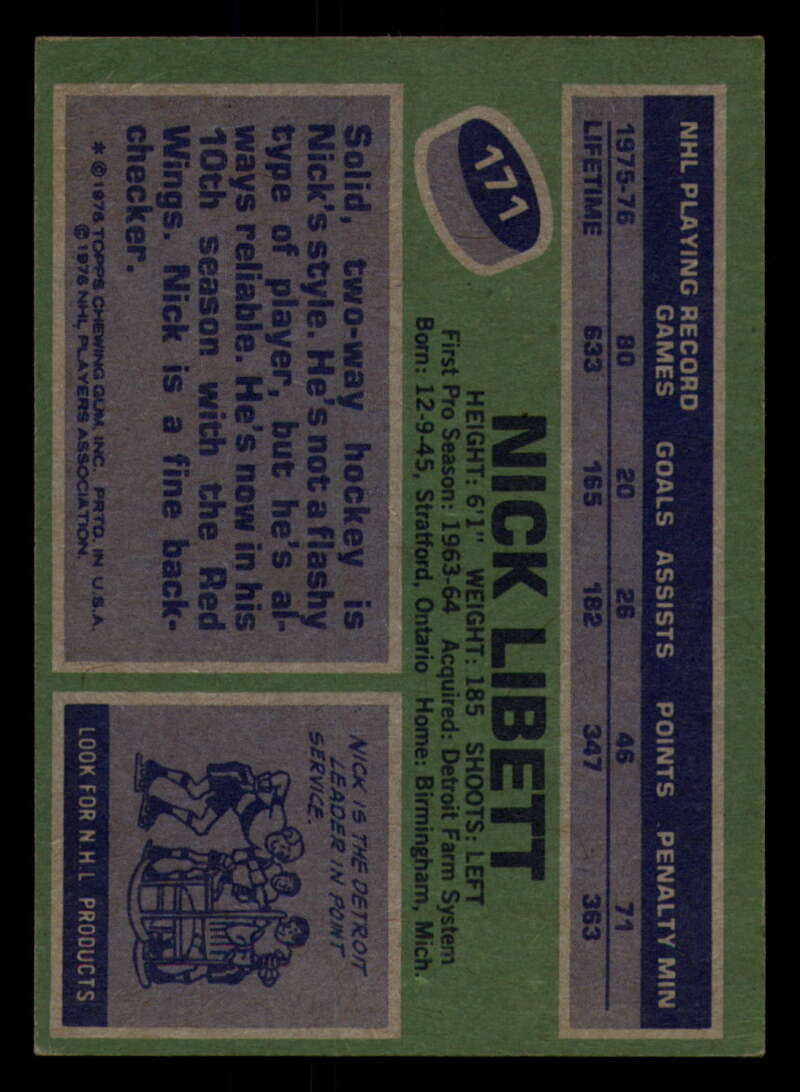 NHL PLAYING RECORD
GAMES GOALS ASSISTS POINTS PENALTY MIN
1975-76 80 20 26 46 71
LIFETIME 633 165 182 347 363
171
NICK LIBETT
HEIGHT: 6'1" WEIGHT: 185 SHOOTS: LEFT
First Pro Season: 1963-64 Acquired: Detroit Farm System
Born: 12-9-45, Stratford, Ontario Home: Birmingham, Mich.
Solid, two-way hockey is
Nick's style. He's not a flashy
type of player, but he's al-
ways reliable. He's now in his
10th season with the Red
Wings. Nick is a fine back-
checker.
* © 1976 TOPPS CHEWING GUM, INC. PRTD. IN U.S.A.
© 1976 NHL PLAYERS ASSOCIATION.
NICK IS THE DETROIT
LEADER IN POINT
SERVICE.
LOOK FOR N.H.L PRODUCTS